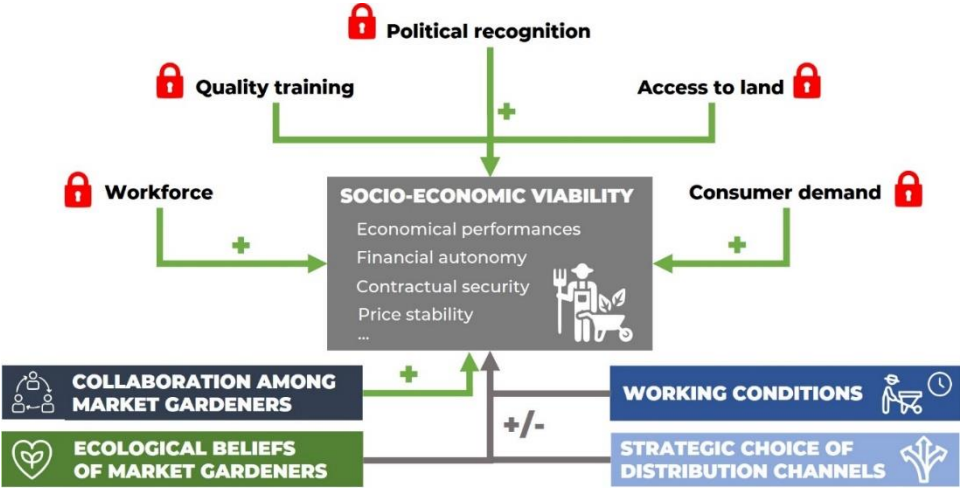 Political recognition
Quality training
Access to land
+
Workforce
Consumer demand
SOCIO-ECONOMIC VIABILITY
Economical performances
Financial autonomy
Contractual security
Price stability
...
+
+
COLLABORATION AMONG
MARKET GARDENERS
+
WORKING CONDITIONS
+/-
ECOLOGICAL BELIEFS
OF MARKET GARDENERS
STRATEGIC CHOICE OF
DISTRIBUTION CHANNELS